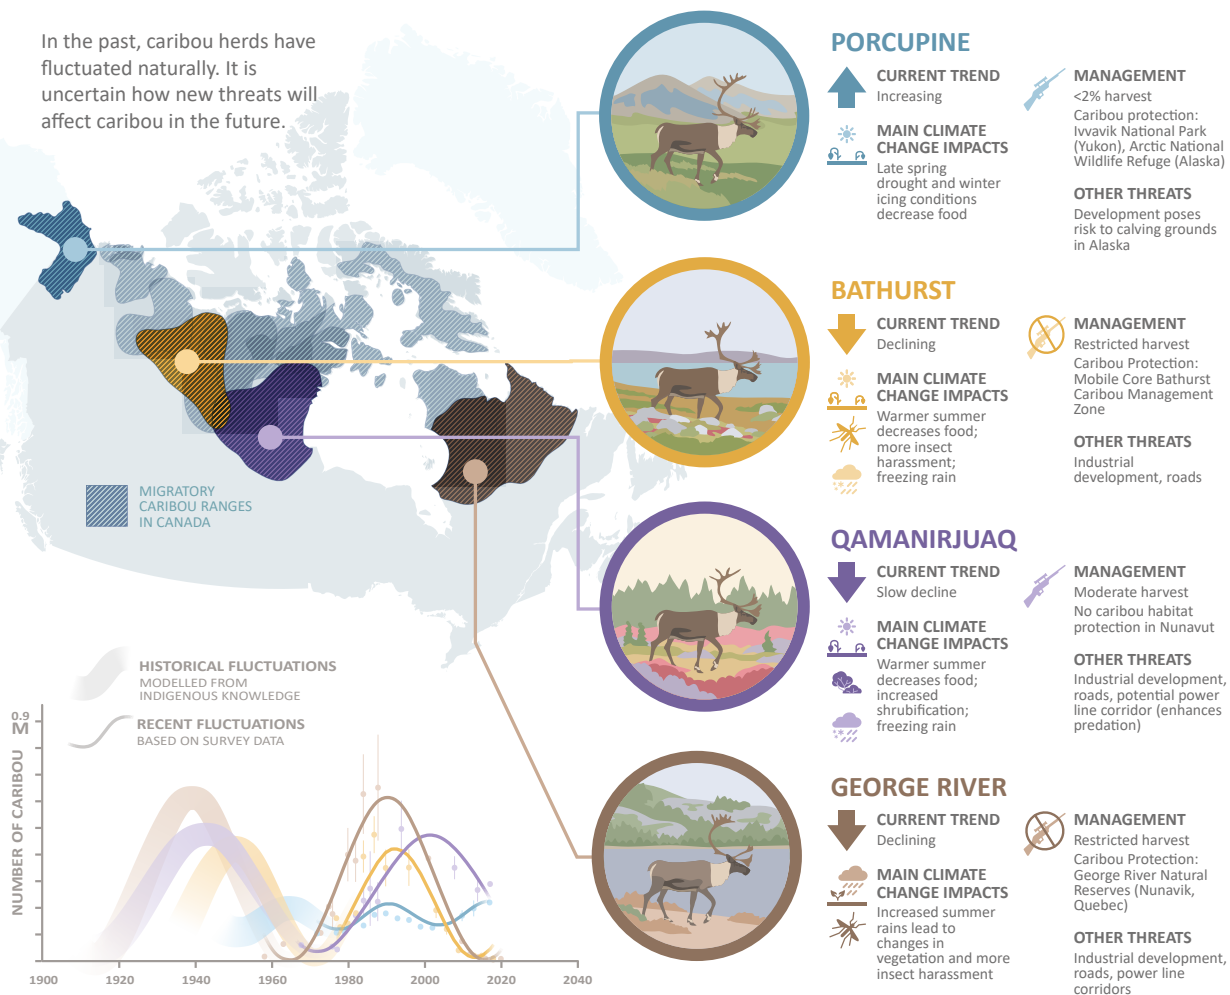 In the past, caribou herds have
fluctuated naturally. It is
uncertain how new threats will
affect caribou in the future.
MIGRATORY
CARIBOU RANGES
IN CANADA
PORCUPINE
CURRENT TREND
Increasing
MAIN CLIMATE
CHANGE IMPACTS
Late spring
drought and winter
icing conditions
decrease food
MANAGEMENT
<2% harvest
Caribou protection:
Ivvavik National Park
(Yukon), Arctic National
Wildlife Refuge (Alaska)
OTHER THREATS
Development poses
risk to calving grounds
in Alaska
BATHURST
CURRENT TREND
Declining
MAIN CLIMATE
CHANGE IMPACTS
Warmer summer
decreases food;
more insect
harassment;
freezing rain
MANAGEMENT
Restricted harvest
Caribou Protection:
Mobile Core Bathurst
Caribou Management
Zone
OTHER THREATS
Industrial
development, roads
QAMANIRJUAQ
CURRENT TREND
Slow decline
MAIN CLIMATE
CHANGE IMPACTS
Warmer summer
decreases food;
increased
shrubification;
freezing rain
MANAGEMENT
Moderate harvest
No caribou habitat
protection in Nunavut
OTHER THREATS
Industrial development,
roads, potential power
line corridor (enhances
predation)
GEORGE RIVER
CURRENT TREND
Declining
MAIN CLIMATE
CHANGE IMPACTS
Increased summer
rains lead to
changes in
vegetation and more
insect harassment
MANAGEMENT
Restricted harvest
Caribou Protection:
George River Natural
Reserves (Nunavik,
Quebec)
OTHER THREATS
Industrial development,
roads, power line
corridors
HISTORICAL FLUCTUATIONS
MODELLED FROM
INDIGENOUS KNOWLEDGE
RECENT FLUCTUATIONS
BASED ON SURVEY DATA
0.9
M
NUMBER OF CARIBOU
1900 1920 1940 1960 1980 2000 2020 2040